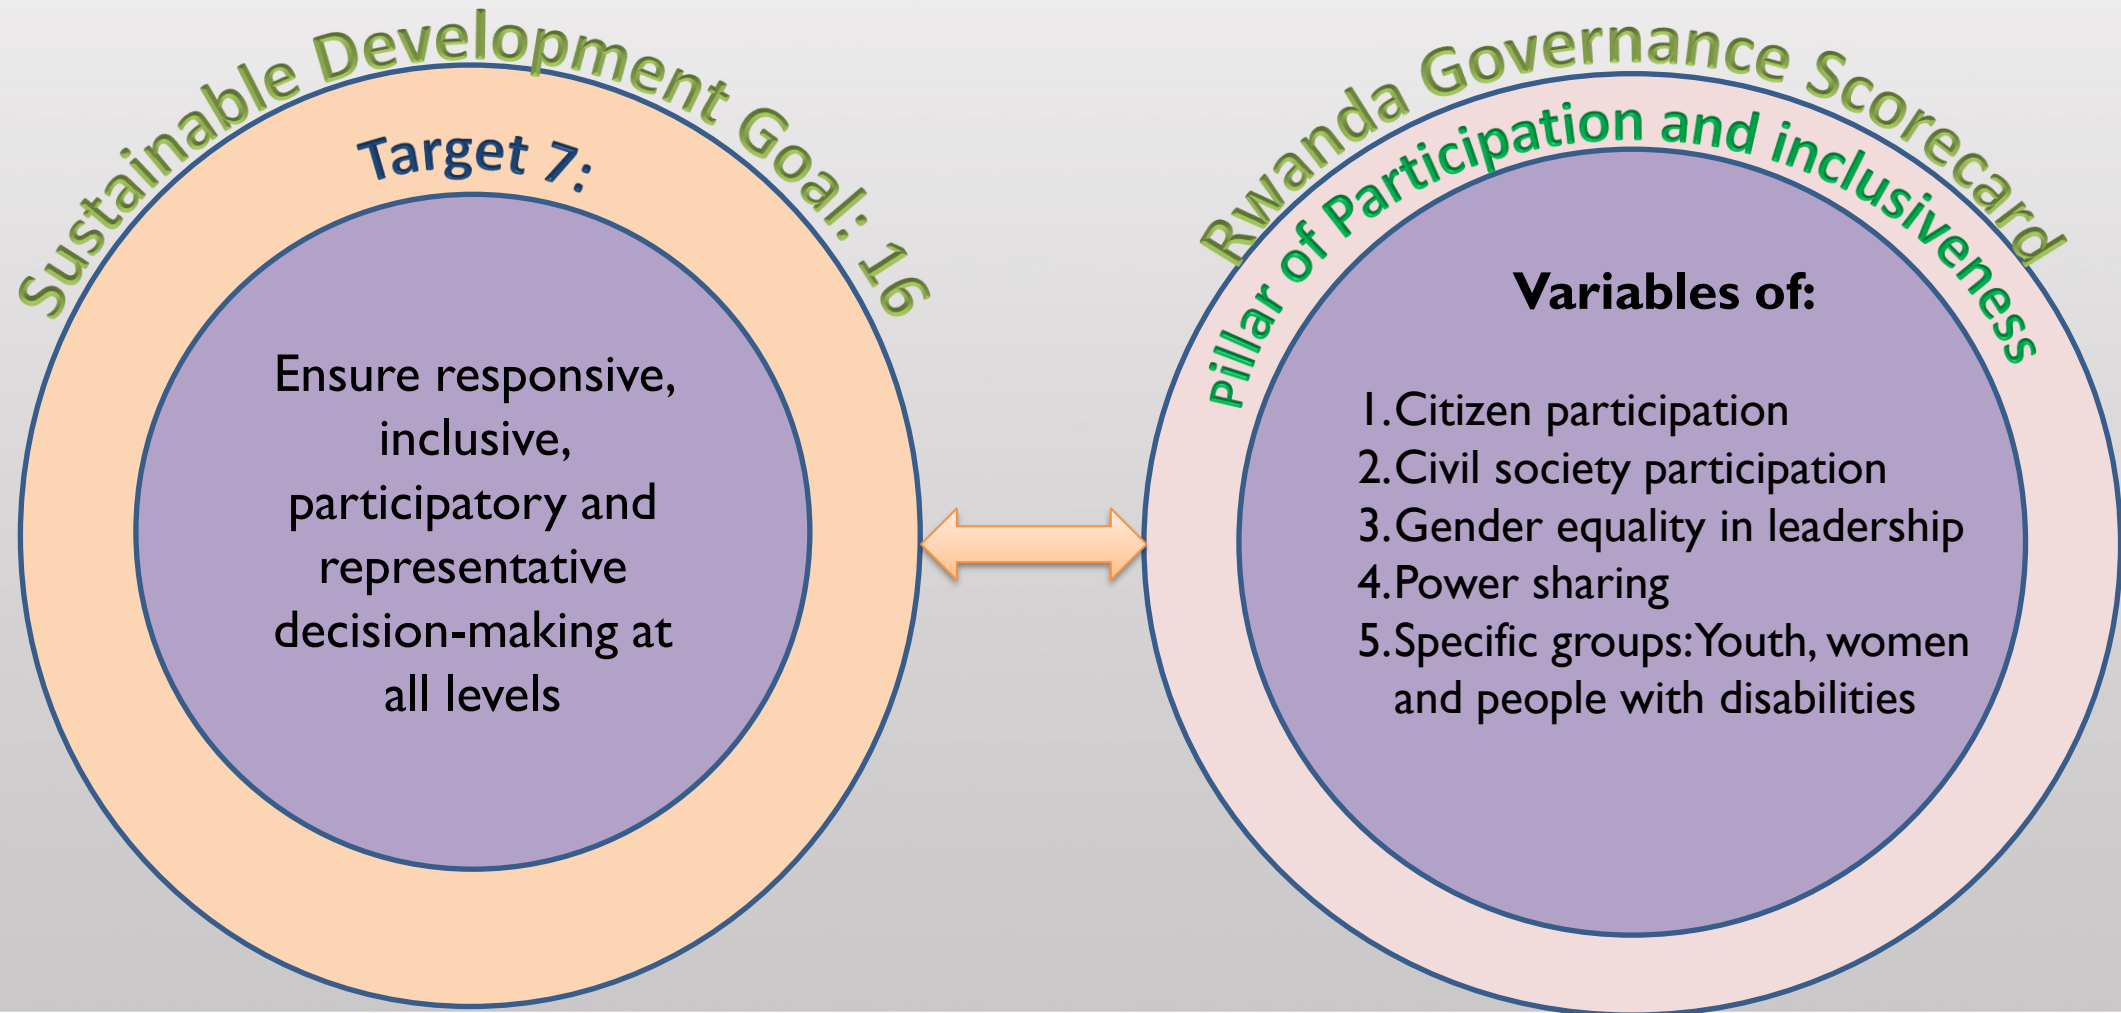 Sustainable Development Goal: 16
Target 7:
Ensure responsive,
inclusive,
participatory and
representative
decision-making at
all levels
Rwanda Governance Scorecard
Pillar of Participation and inclusiveness
Variables of:
1.Citizen participation
2.Civil society participation
3.Gender equality in leadership
4.Power sharing
5.Specific groups: Youth, women
and people with disabilities